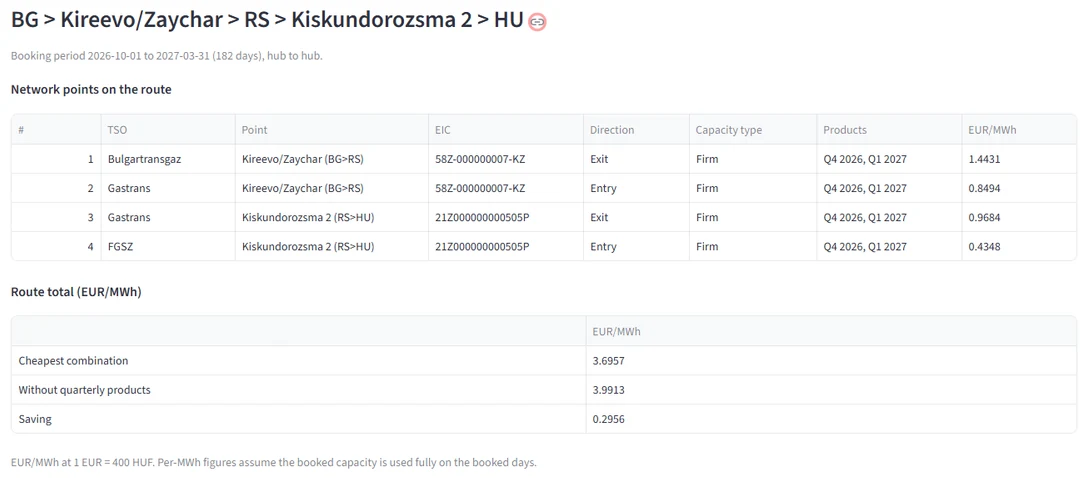 BG > Kireevo/Zaychar > RS > Kiskundorozsma 2 > HU
Booking period 2026-10-01 to 2027-03-31 (182 days), hub to hub.
Network points on the route
# TSO Point EIC Direction Capacity type Products EUR/MWh
1 Bulgartransgaz Kireevo/Zaychar (BG>RS) 58Z-000000007-KZ Exit Firm Q4 2026, Q1 2027 1.4431
2 Gastrans Kireevo/Zaychar (BG>RS) 58Z-000000007-KZ Entry Firm Q4 2026, Q1 2027 0.8494
3 Gastrans Kiskundorozsma 2 (RS>HU) 21Z000000000505P Exit Firm Q4 2026, Q1 2027 0.9684
4 FGSZ Kiskundorozsma 2 (RS>HU) 21Z000000000505P Entry Firm Q4 2026, Q1 2027 0.4348
Route total (EUR/MWh)
EUR/MWh
Cheapest combination 3.6957
Without quarterly products 3.9913
Saving 0.2956
EUR/MWh at 1 EUR = 400 HUF. Per-MWh figures assume the booked capacity is used fully on the booked days.